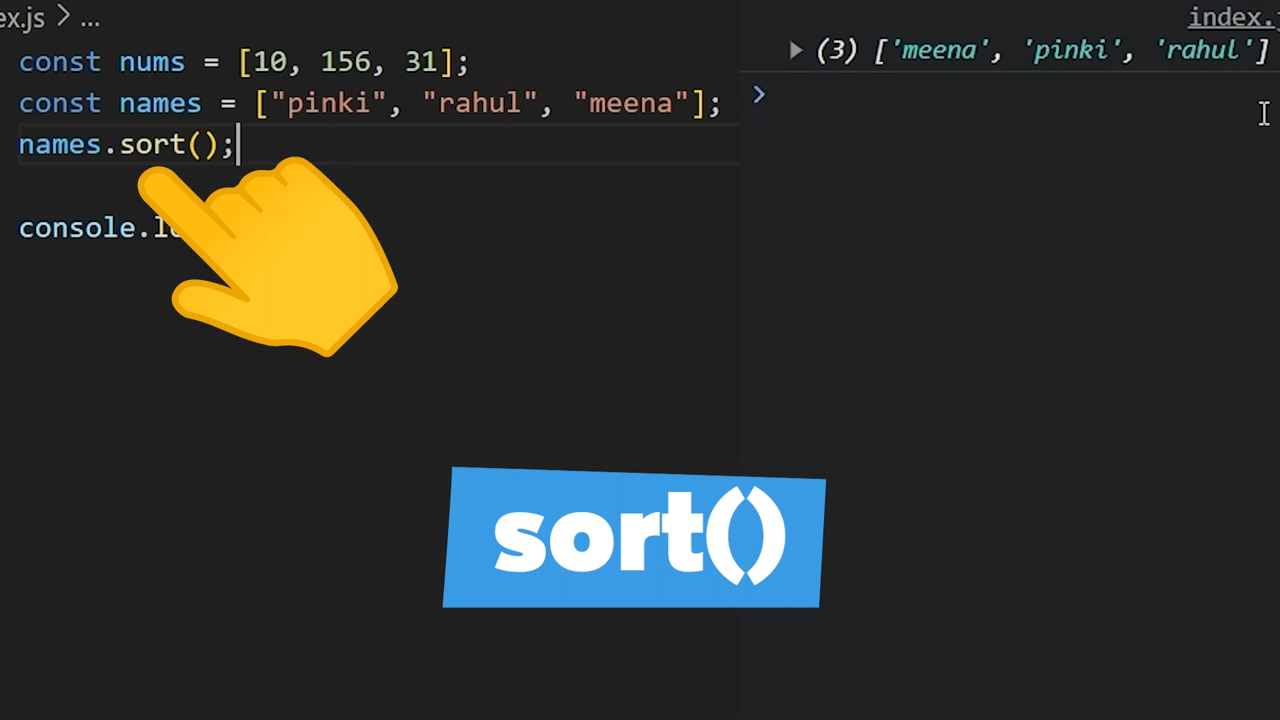 ex.js > ...
index.
(3) ['meena', 'pinki', 'rahul']
>
const nums = [10, 156, 31];
const names = ["pinki", "rahul", "meena"];
names.sort();
console.l
sort()